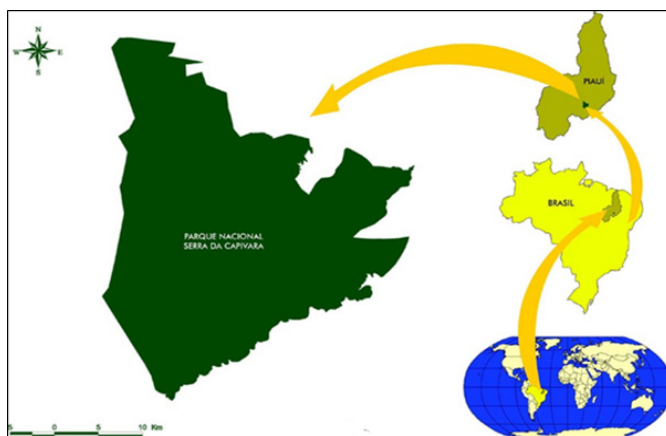 N
W E
S
PIAUÍ
BRASIL
PARQUE NACIONAL
SERRA DA CAPIVARA
5 0 5 10 Km